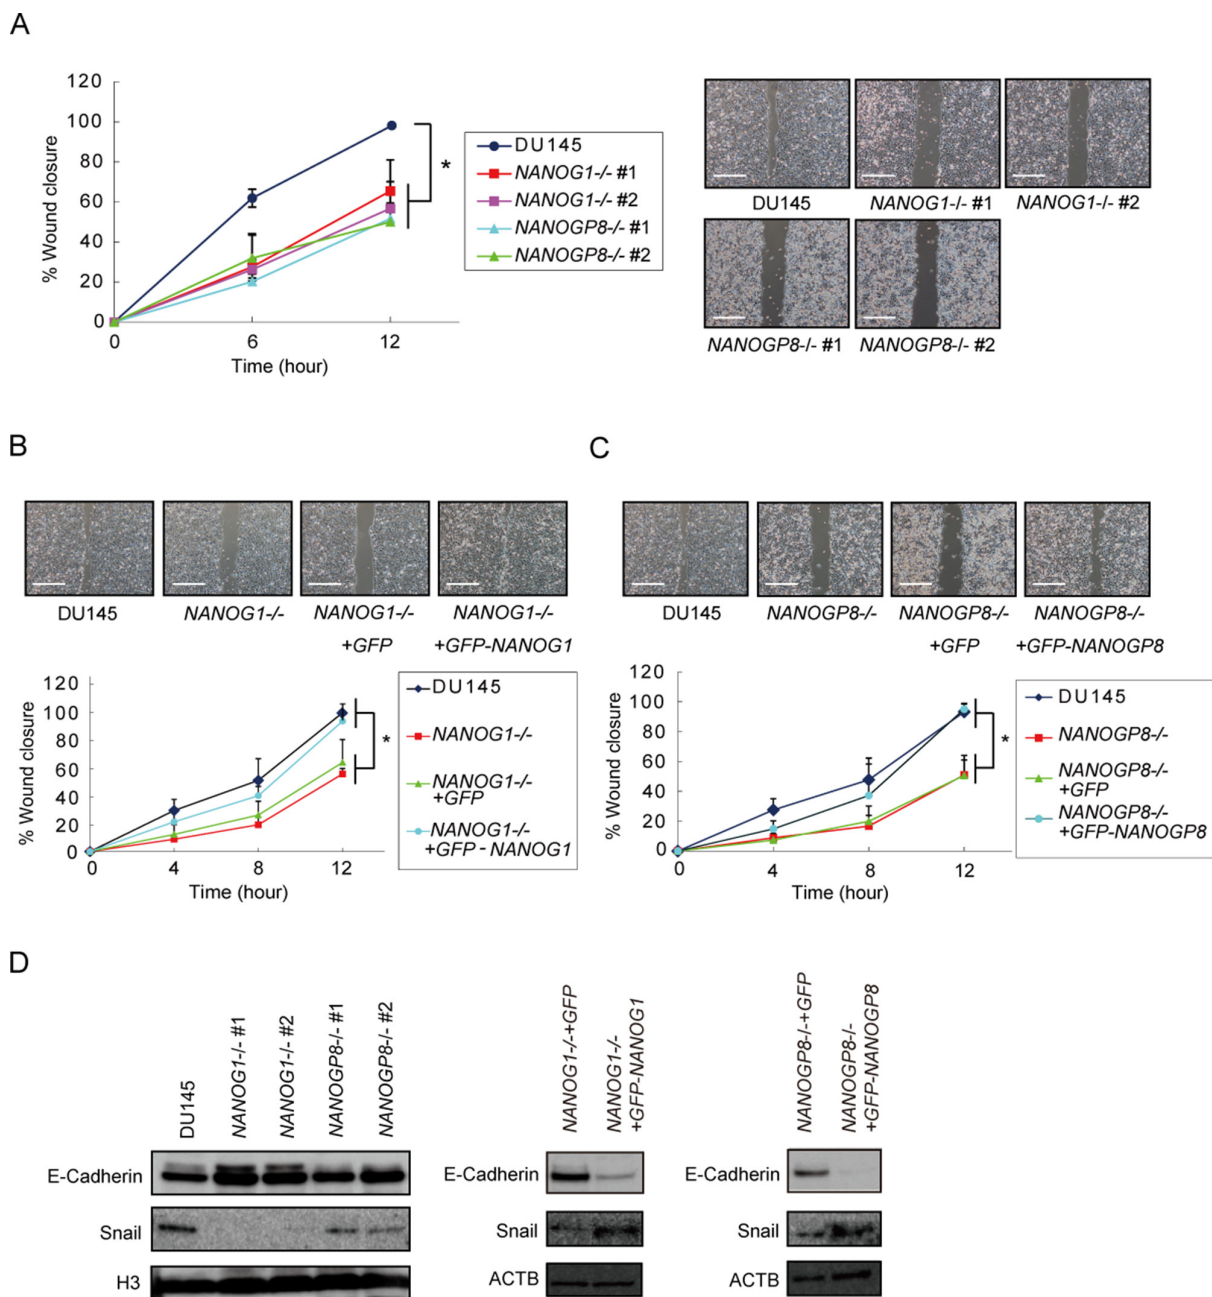 A
% Wound closure
120
100
80
60
40
20
0
0
6
12
Time (hour)
*
DU145
NANOG1-/- #1
NANOG1-/- #2
NANOGP8-/- #1
NANOGP8-/- #2
DU145
NANOG1-/- #1
NANOG1-/- #2
NANOGP8-/- #1
NANOGP8-/- #2
B
DU145
NANOG1-/-
NANOG1-/-
+GFP
NANOG1-/-
+GFP-NANOG1
% Wound closure
120
100
80
60
40
20
0
0
4
8
12
Time (hour)
*
DU145
NANOG1-/-
NANOG1-/-
+GFP
NANOG1-/-
+GFP-NANOG1
C
DU145
NANOGP8-/-
NANOGP8-/-
+GFP
NANOGP8-/-
+GFP-NANOGP8
% Wound closure
120
100
80
60
40
20
0
0
4
8
12
Time (hour)
*
DU145
NANOGP8-/-
NANOGP8-/-
+GFP
NANOGP8-/-
+GFP-NANOGP8
D
DU145
NANOG1-/- #1
NANOG1-/- #2
NANOGP8-/- #1
NANOGP8-/- #2
E-Cadherin
Snail
H3
NANOG1-/-+GFP
NANOG1-/-
+GFP-NANOG1
E-Cadherin
Snail
ACTB
NANOGP8-/-+GFP
NANOGP8-/-
+GFP-NANOGP8
E-Cadherin
Snail
ACTB